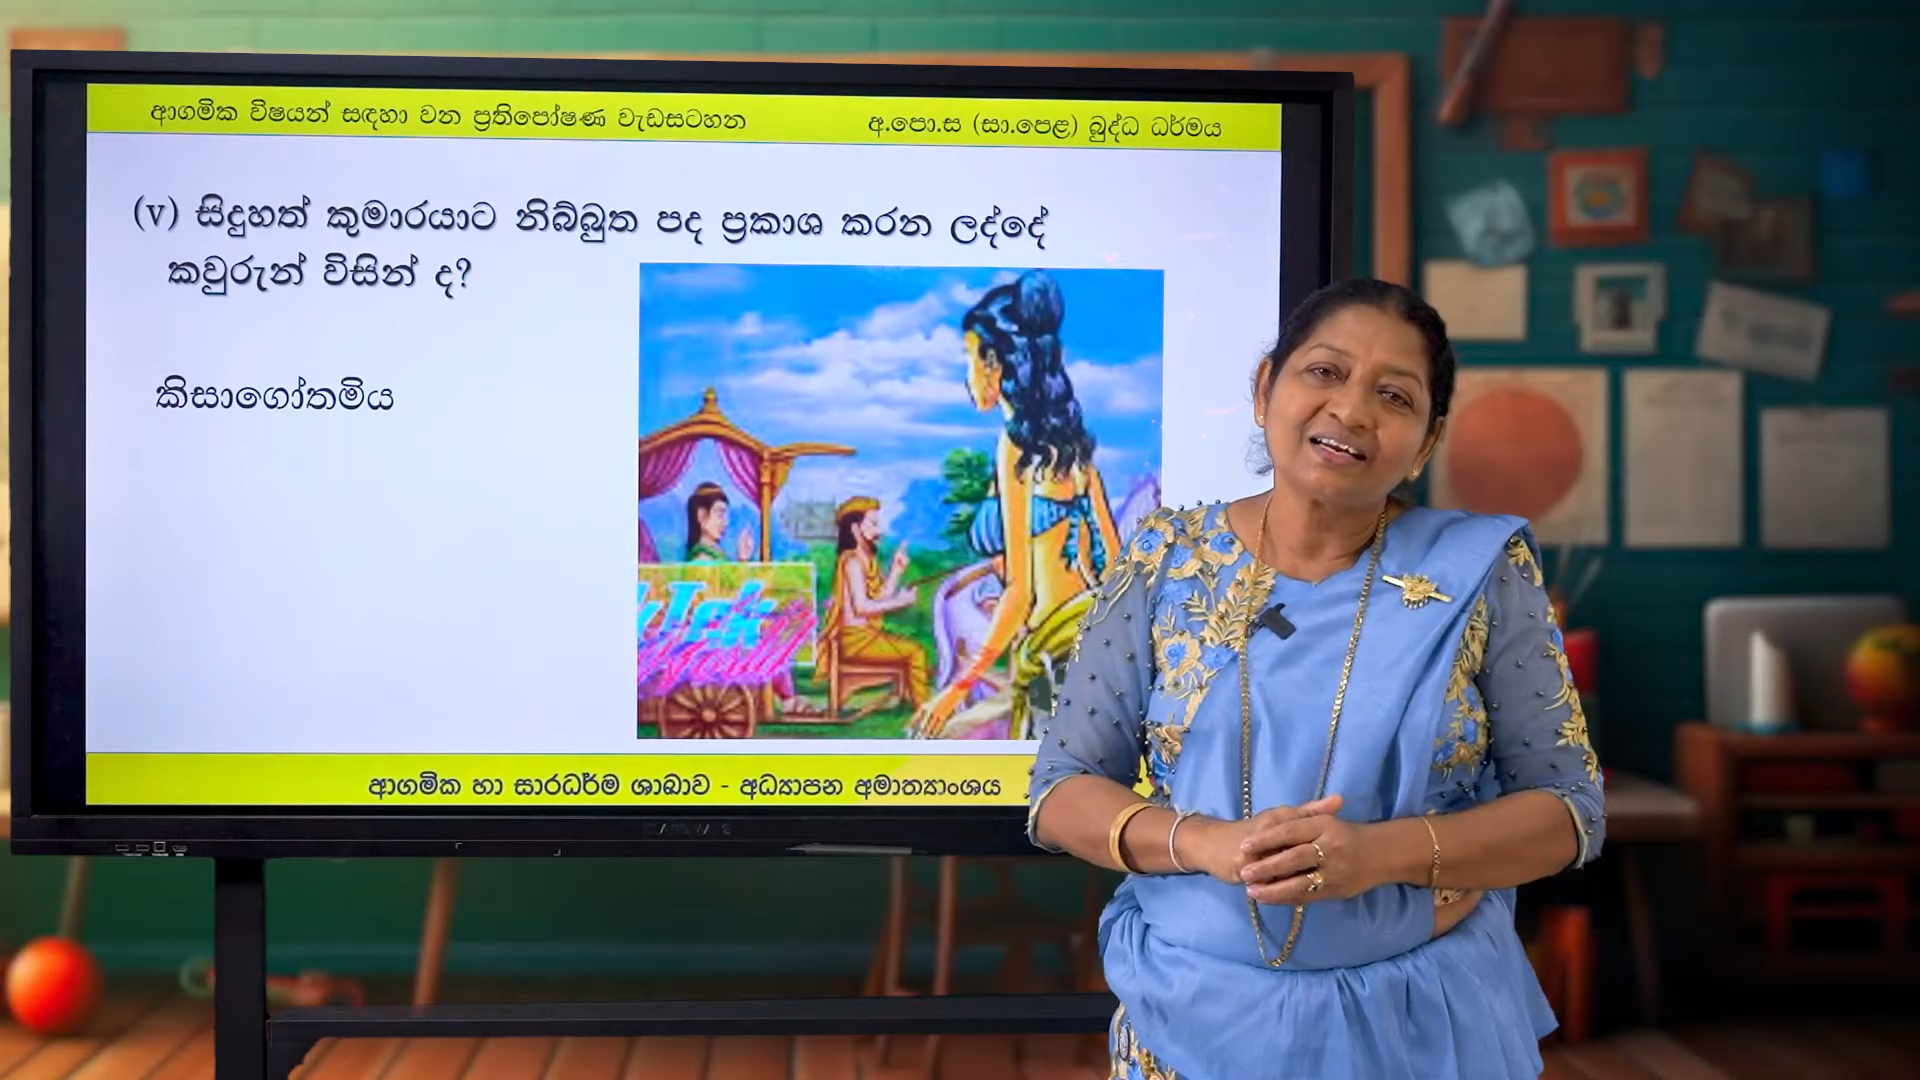 ආගමික විෂයන් සඳහා වන ප්‍රතිපෝෂණ වැඩසටහන
අ.පො.ස (සා.පෙළ) බුද්ධ ධර්මය
(v) සිදුහත් කුමාරයාට නිබ්බුත පද ප්‍රකාශ කරන ලද්දේ
කවුරුන් විසින් ද?
කිසාගෝතමිය
ආගමික හා සාරධර්ම ශාඛාව - අධ්‍යාපන අමාත්‍යාංශය